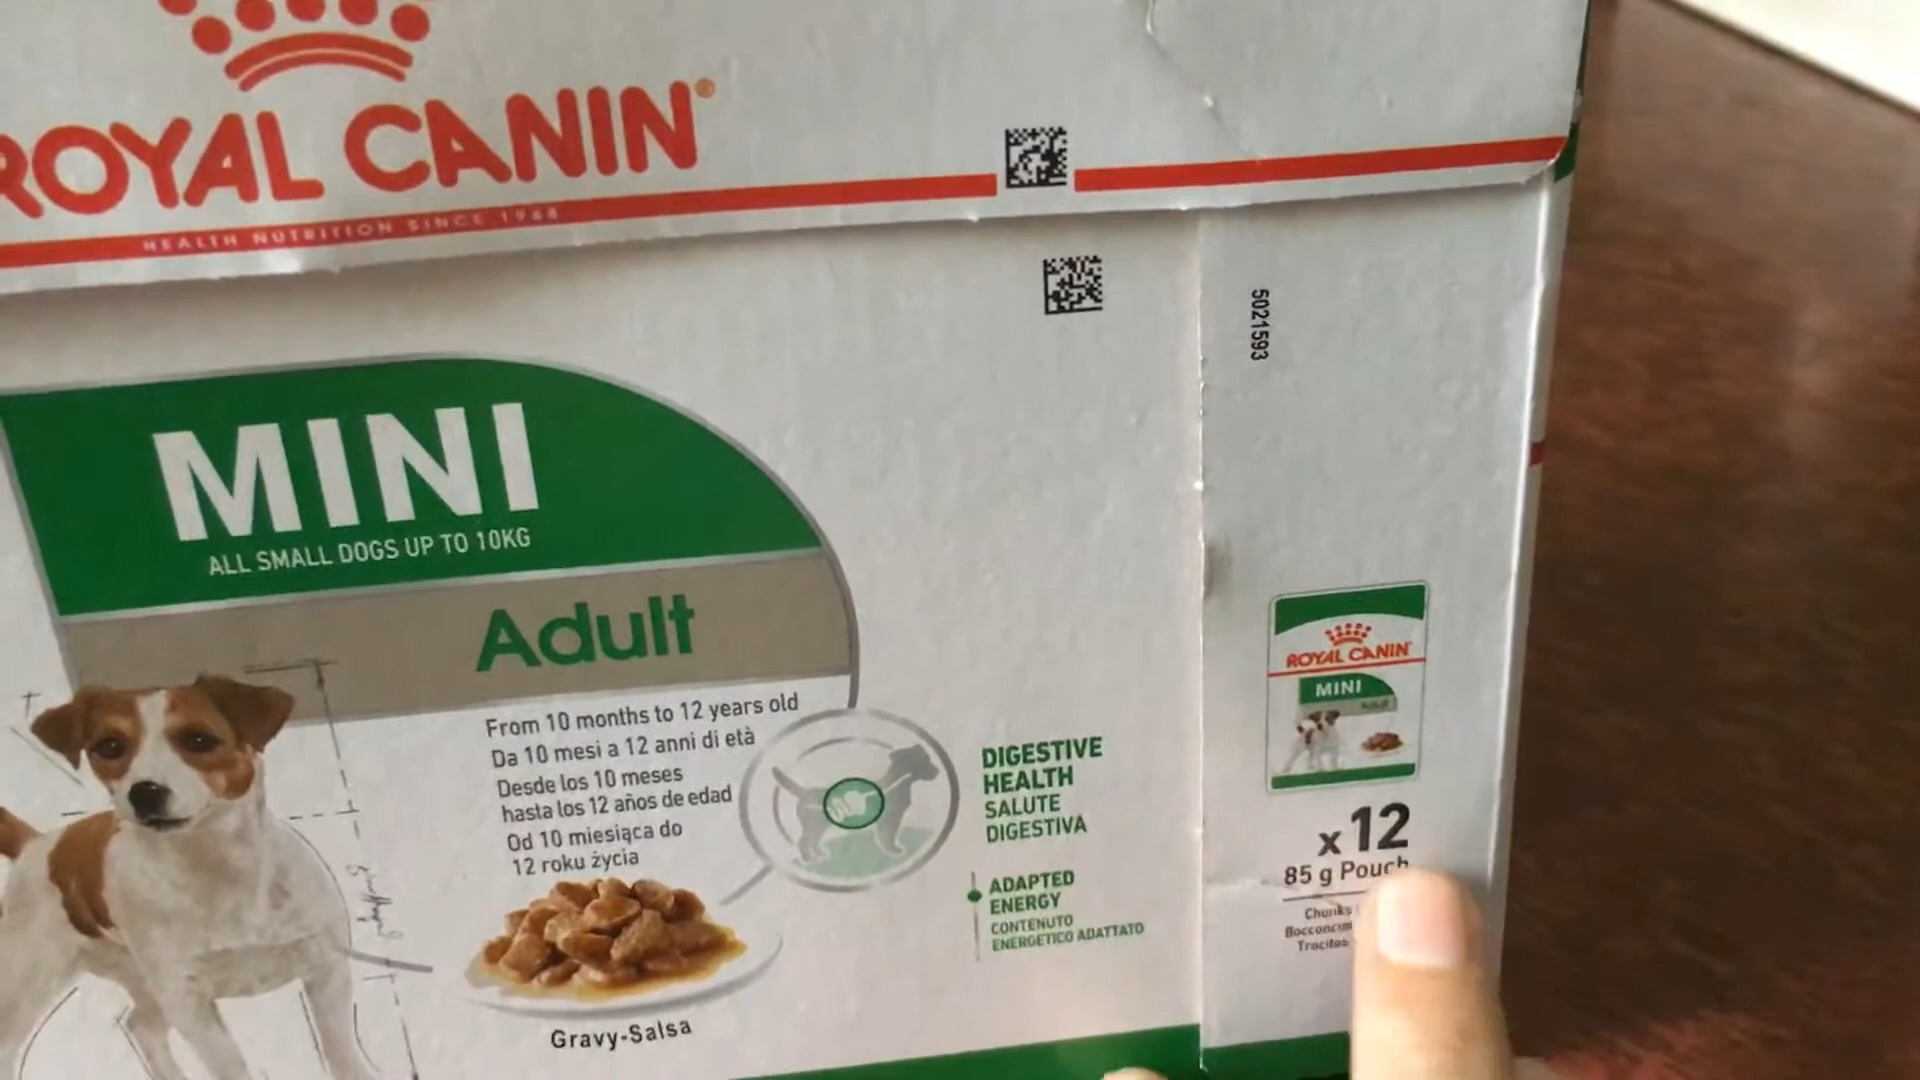 ROYAL CANIN®
HEALTH NUTRITION SINCE 1968
5021593
MINI
ALL SMALL DOGS UP TO 10KG
Adult
From 10 months to 12 years old
Da 10 mesi a 12 anni di età
Desde los 10 meses
hasta los 12 años de edad
Od 10 miesiąca do
12 roku życia
Gravy-Salsa
DIGESTIVE
HEALTH
SALUTE
DIGESTIVA
ADAPTED
ENERGY
CONTENUTO
ENERGETICO ADATTATO
ROYAL CANIN
MINI
Adult
x 12
85 g Pouch
Chunks
Trocitos